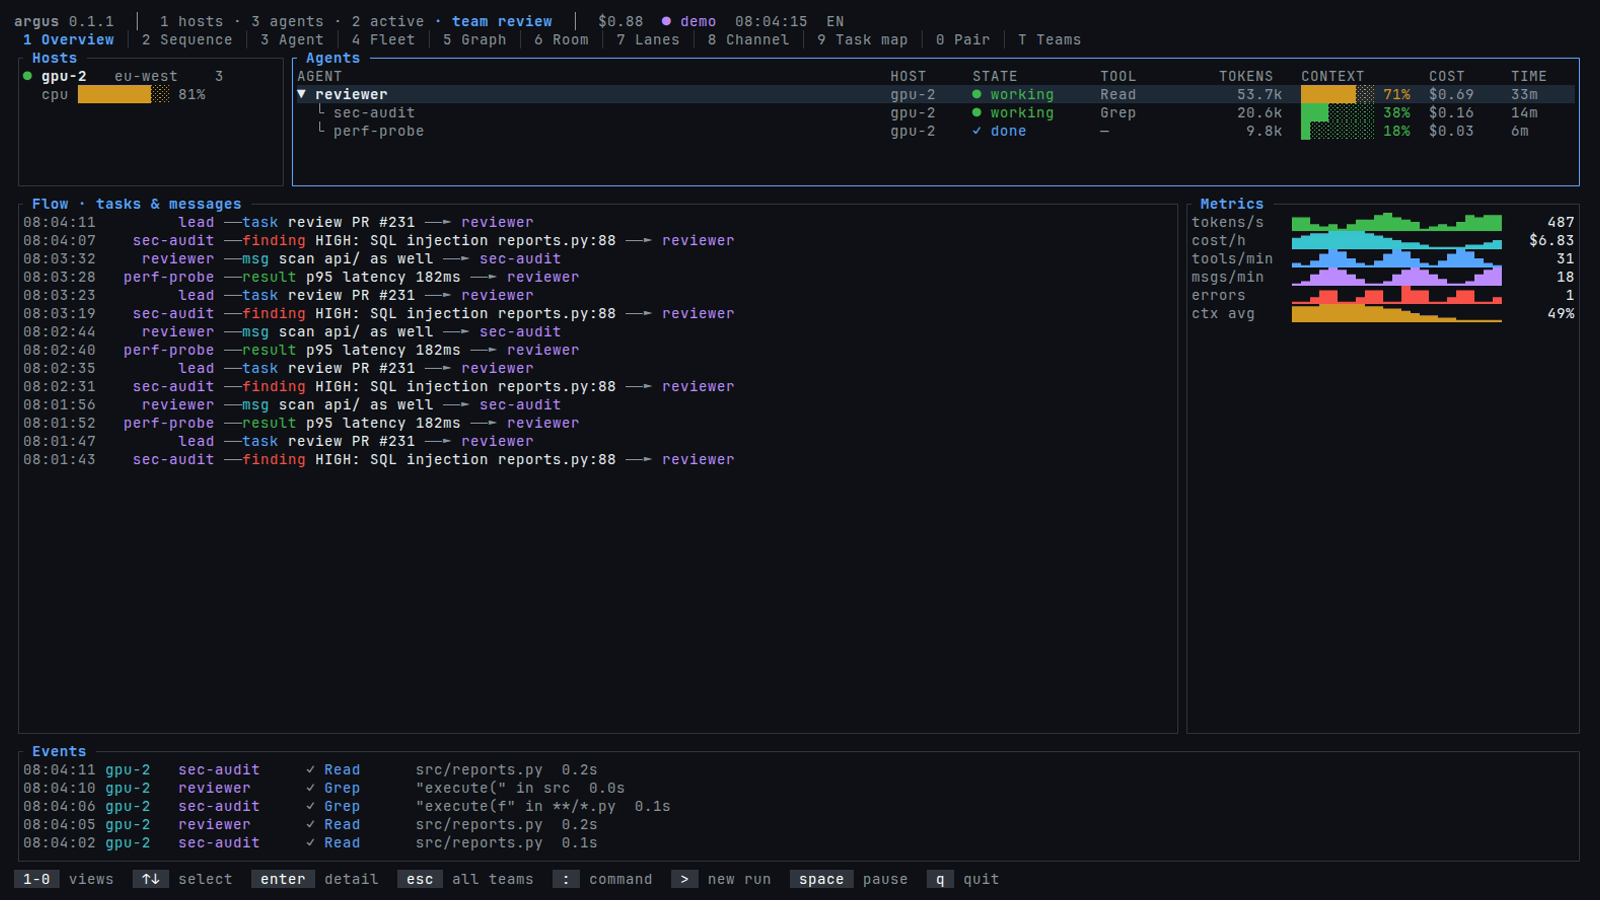 argus 0.1.1 │ 1 hosts · 3 agents · 2 active · team review │ $0.88 ● demo 08:04:15 EN
1 Overview │ 2 Sequence │ 3 Agent │ 4 Fleet │ 5 Graph │ 6 Room │ 7 Lanes │ 8 Channel │ 9 Task map │ 0 Pair │ T Teams
Hosts
● gpu-2 eu-west 3
cpu 81%
Agents
AGENT HOST STATE TOOL TOKENS CONTEXT COST TIME
▼ reviewer gpu-2 ● working Read 53.7k 71% $0.69 33m
└ sec-audit gpu-2 ● working Grep 20.6k 38% $0.16 14m
└ perf-probe gpu-2 ✓ done — 9.8k 18% $0.03 6m
Flow · tasks & messages
08:04:11 lead ──task review PR #231 ──► reviewer
08:04:07 sec-audit ──finding HIGH: SQL injection reports.py:88 ──► reviewer
08:03:32 reviewer ──msg scan api/ as well ──► sec-audit
08:03:28 perf-probe ──result p95 latency 182ms ──► reviewer
08:03:23 lead ──task review PR #231 ──► reviewer
08:03:19 sec-audit ──finding HIGH: SQL injection reports.py:88 ──► reviewer
08:02:44 reviewer ──msg scan api/ as well ──► sec-audit
08:02:40 perf-probe ──result p95 latency 182ms ──► reviewer
08:02:35 lead ──task review PR #231 ──► reviewer
08:02:31 sec-audit ──finding HIGH: SQL injection reports.py:88 ──► reviewer
08:01:56 reviewer ──msg scan api/ as well ──► sec-audit
08:01:52 perf-probe ──result p95 latency 182ms ──► reviewer
08:01:47 lead ──task review PR #231 ──► reviewer
08:01:43 sec-audit ──finding HIGH: SQL injection reports.py:88 ──► reviewer
Metrics
tokens/s 487
cost/h $6.83
tools/min 31
msgs/min 18
errors 1
ctx avg 49%
Events
08:04:11 gpu-2 sec-audit ✓ Read src/reports.py 0.2s
08:04:10 gpu-2 reviewer ✓ Grep "execute(" in src 0.0s
08:04:06 gpu-2 sec-audit ✓ Grep "execute(f" in **/*.py 0.1s
08:04:05 gpu-2 reviewer ✓ Read src/reports.py 0.2s
08:04:02 gpu-2 sec-audit ✓ Read src/reports.py 0.1s
1-0 views ↑↓ select enter detail esc all teams : command > new run space pause q quit